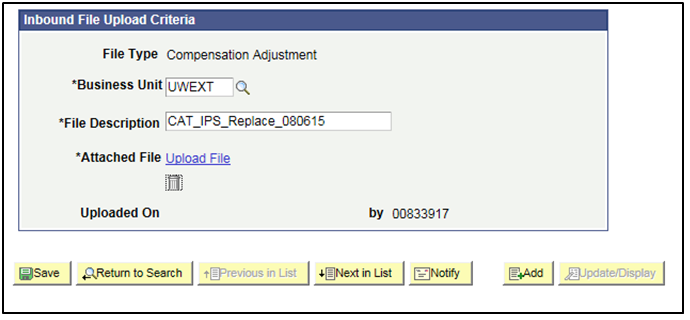 Inbound File Upload Criteria
File Type Compensation Adjustment
*Business Unit UWEXT
*File Description CAT_IPS_Replace_080615
*Attached File Upload File
Uploaded On by 00833917
Save Return to Search Previous in List Next in List Notify Add Update/Display